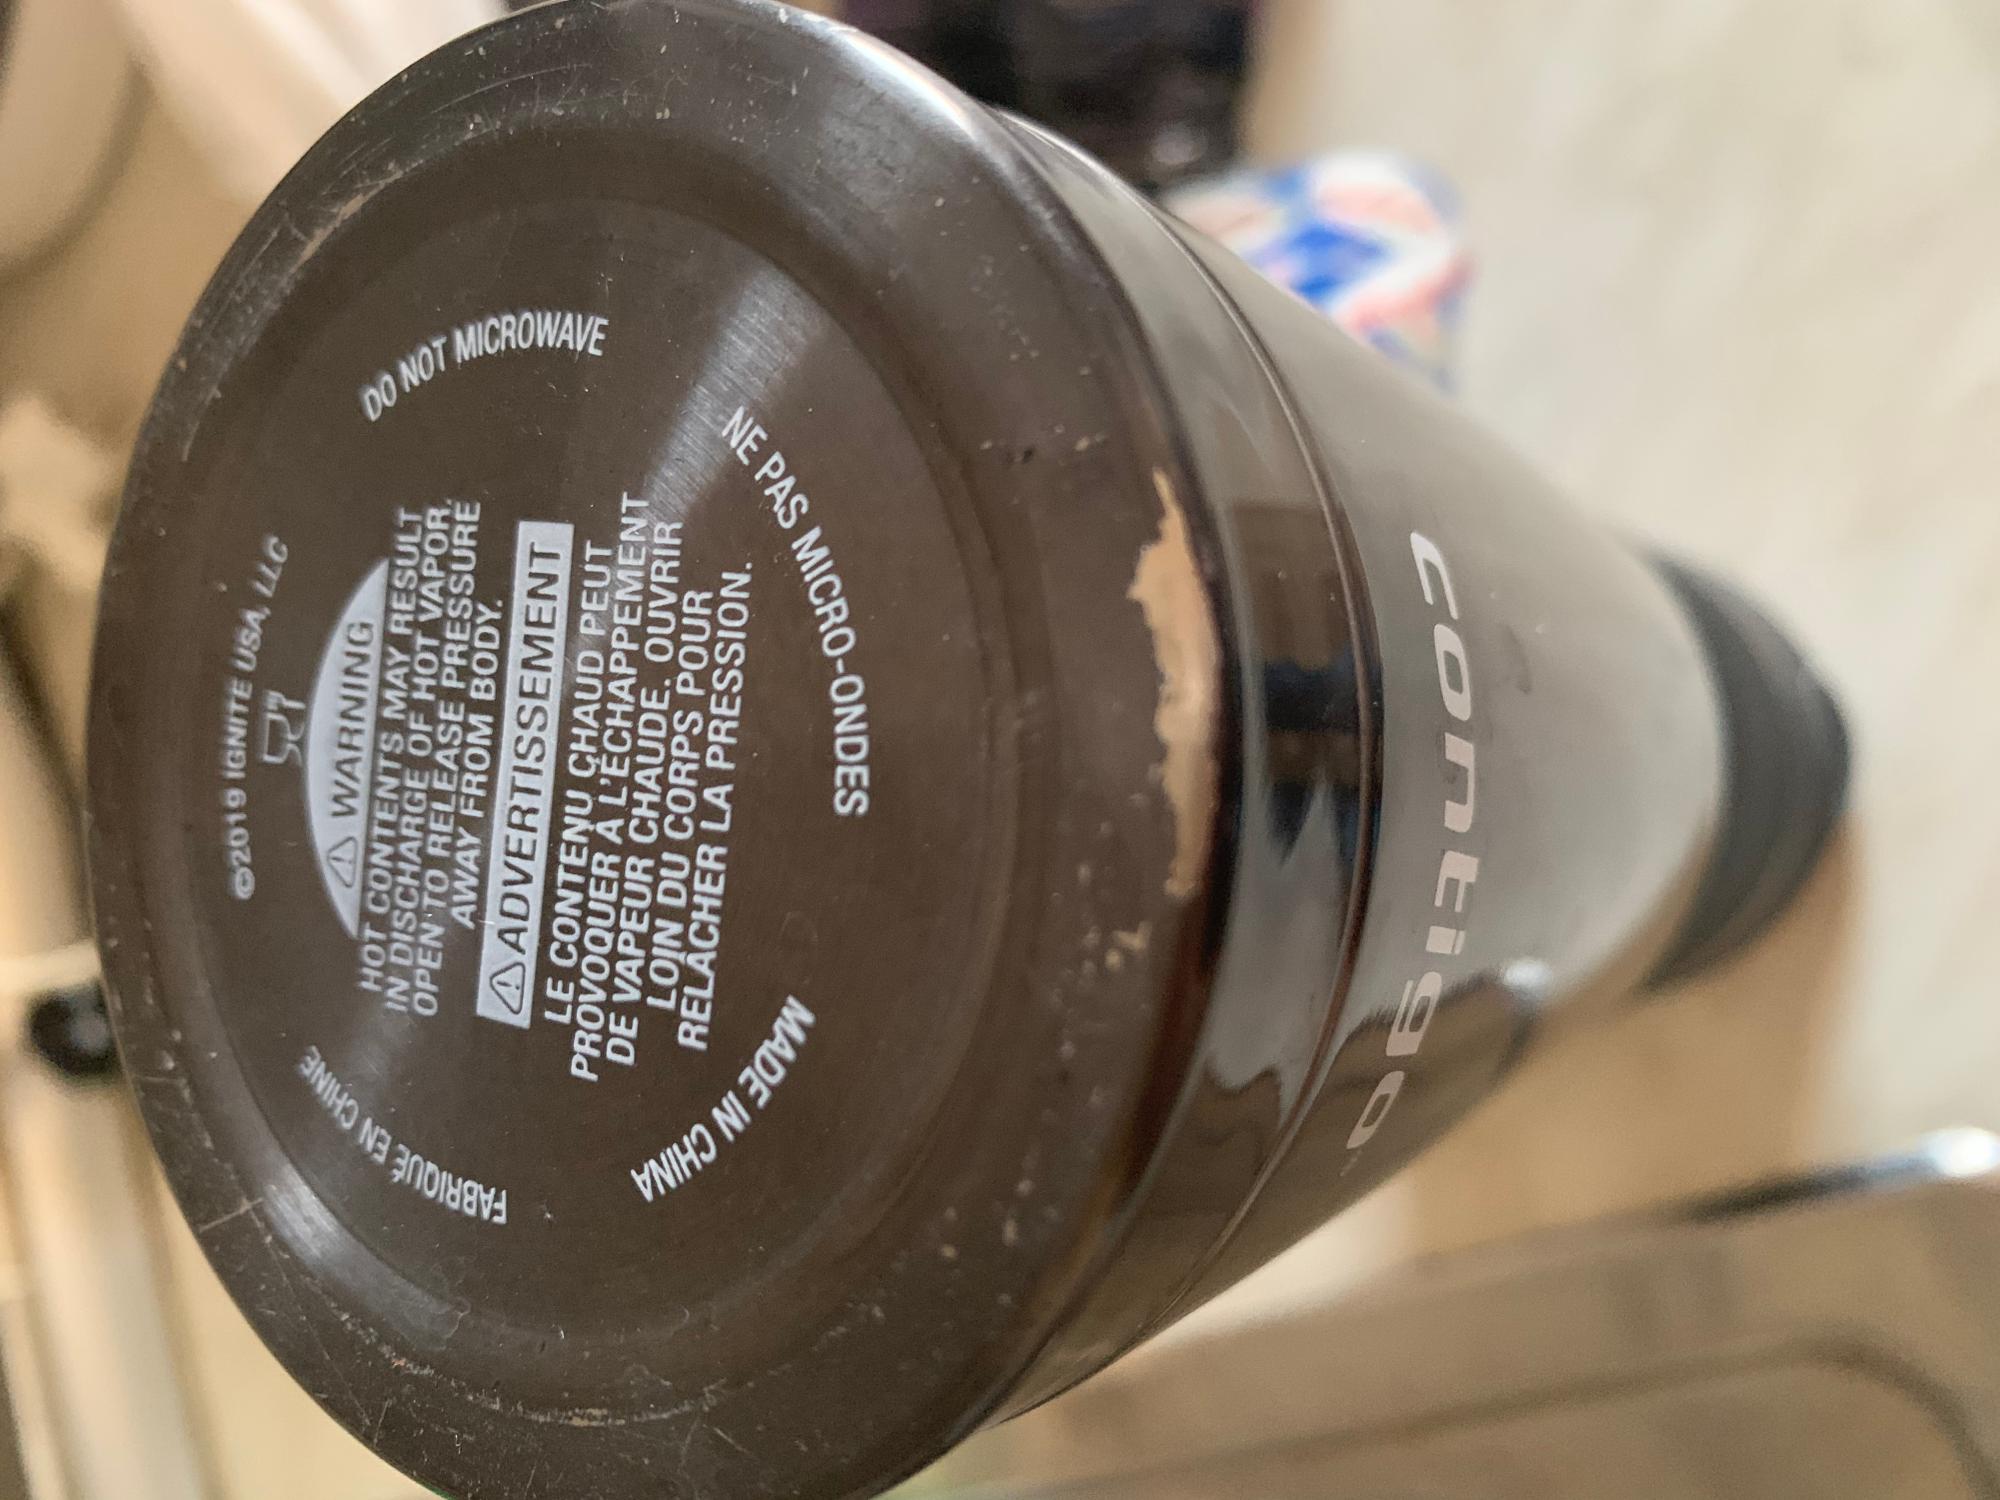 ©2019 IGNITE USA, LLC
WARNING
HOT CONTENTS MAY RESULT
IN DISCHARGE OF HOT VAPOR.
OPEN TO RELEASE PRESSURE
AWAY FROM BODY.
ADVERTISSEMENT
LE CONTENU CHAUD PEUT
PROVOQUER À L'ÉCHAPPEMENT
DE VAPEUR CHAUDE. OUVRIR
LOIN DU CORPS POUR
RELÂCHER LA PRESSION.
DO NOT MICROWAVE
NE PAS MICRO-ONDES
MADE IN CHINA
FABRIQUÉ EN CHINE
contigo